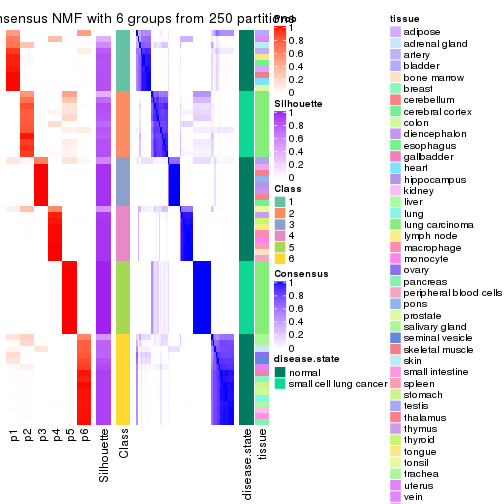 nsensus NMF with 6 groups from 250 partitions
Prop
1
0.8
0.6
0.4
0.2
0
Silhouette
1
0.8
0.6
0.4
0.2
0
Class
1
2
3
4
5
6
Consensus
1
0.8
0.6
0.4
0.2
0
disease.state
normal
small cell lung cancer
tissue
adipose
adrenal gland
artery
bladder
bone marrow
breast
cerebellum
cerebral cortex
colon
diencephalon
esophagus
galbadder
heart
hippocampus
kidney
liver
lung
lung carcinoma
lymph node
macrophage
monocyte
ovary
pancreas
peripheral blood cells
pons
prostate
salivary gland
seminal vesicle
skeletal muscle
skin
small intestine
spleen
stomach
testis
thalamus
thymus
thyroid
tongue
tonsil
trachea
uterus
vein
p1
p2
p3
p4
p5
p6
Silhouette
Class
disease.state
tissue